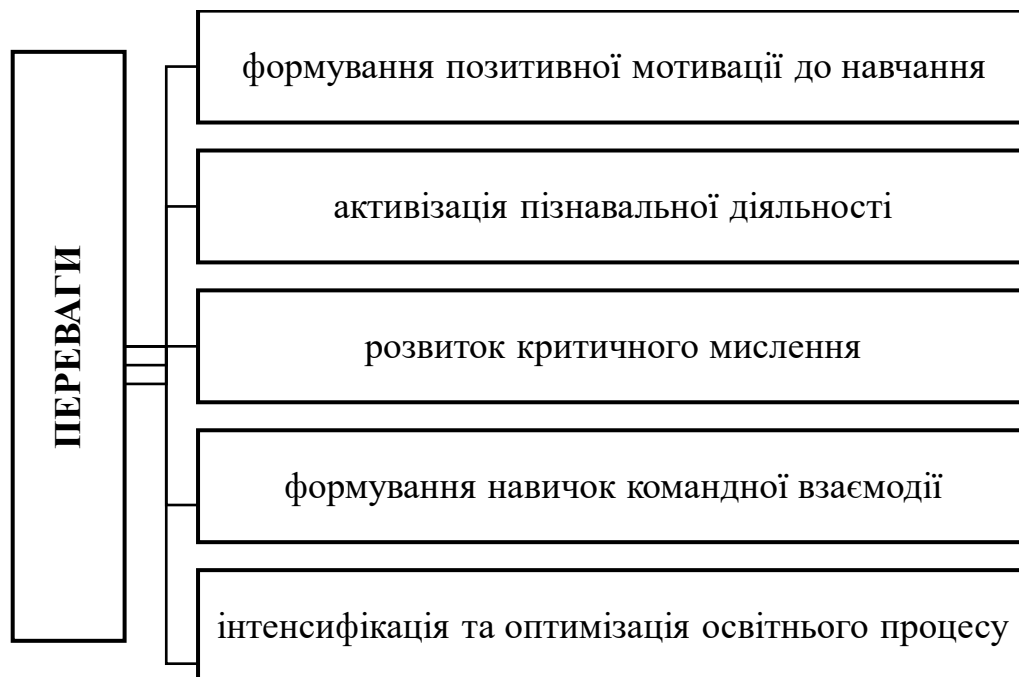 ПЕРЕВАГИ
формування позитивної мотивації до навчання
активізація пізнавальної діяльності
розвиток критичного мислення
формування навичок командної взаємодії
інтенсифікація та оптимізація освітнього процесу